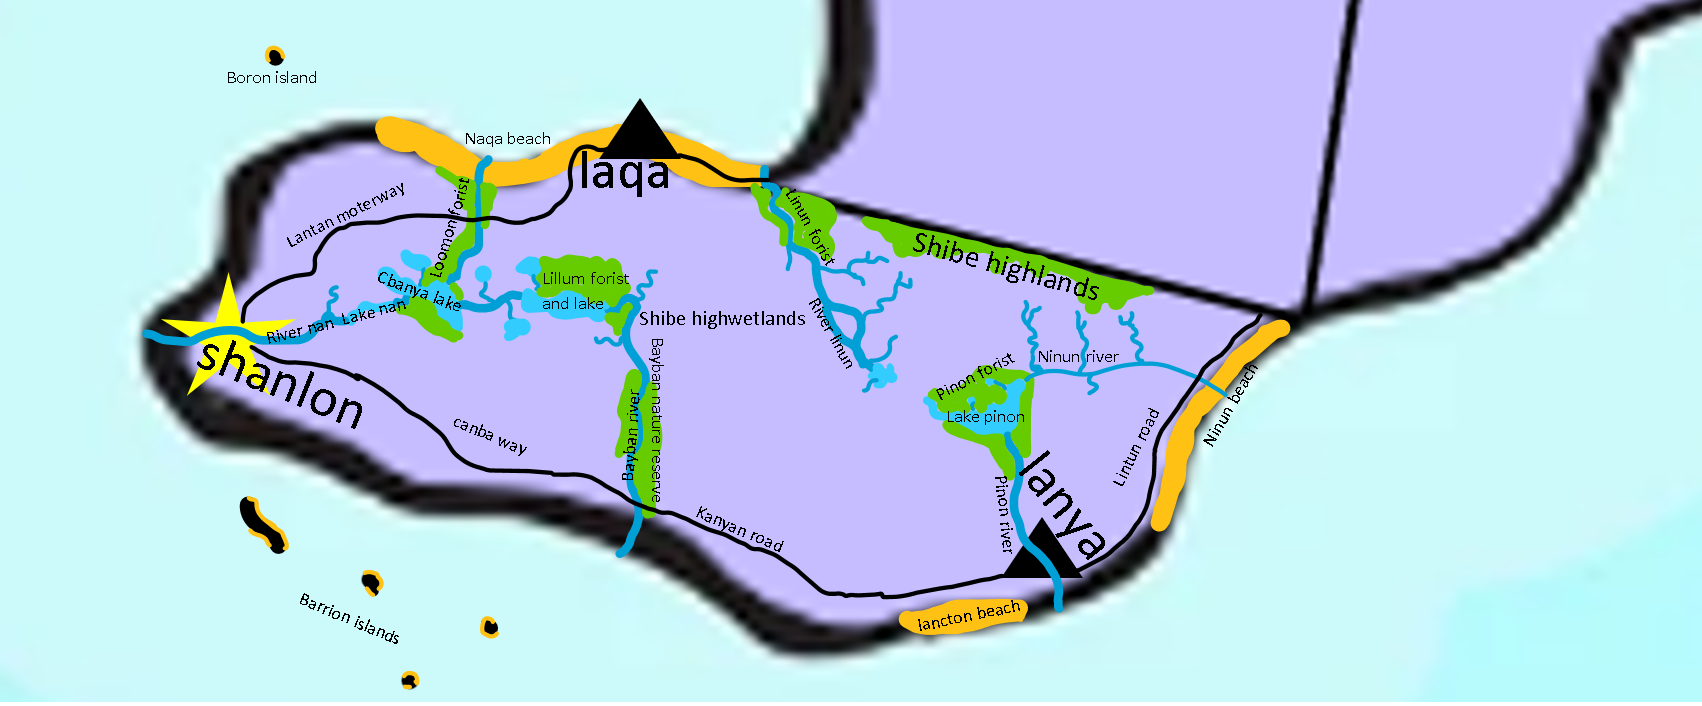 Boron island
Naqa beach
laqa
Lantan moterway
Loomon forist
Linun forist
Shibe highlands
Cbanya lake
Lillum forist
and lake
River nan
Lake nan
Shibe highwetlands
River linun
shanlon
Bayban nature reserve
Bayban river
Pinon forist
Ninun river
Lake pinon
Ninun beach
canba way
Lintun road
lanya
Pinon river
Kanyan road
lancton beach
Barrion islands